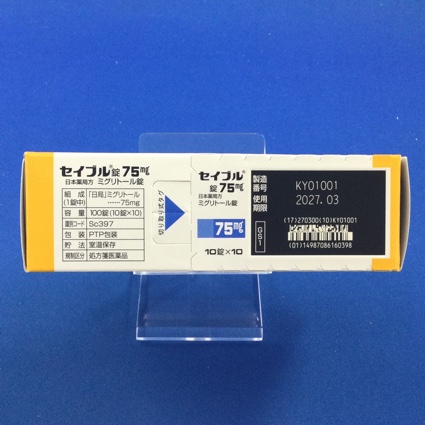 セイブル®錠75mg
日本薬局方 ミグリトール錠
組成(1錠中) 「日局」ミグリトール……75mg
容量 100錠(10錠×10)
識別コード Sc397
包装 PTP包装
貯法 室温保存
規制区分 処方箋医薬品
切り取り式タグ
セイブル®錠75mg
日本薬局方 ミグリトール錠
75mg
10錠×10
製造番号 KY01001
使用期限 2027.03
GS1
(17)270300(10)KY01001
(01)14987086160398